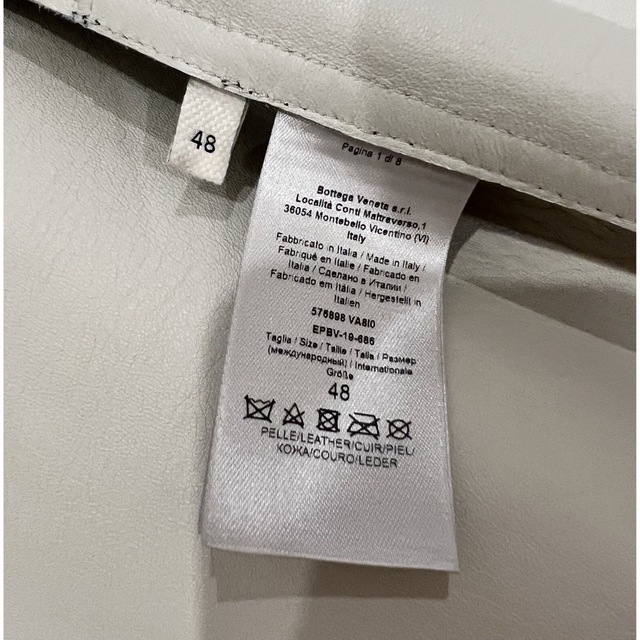 48
Pagina 1 di 8
Bottega Veneta s.r.l.
Località Conti Maltraverso,1
36054 Montebello Vicentino (VI)
Italy
Fabbricato in Italia / Made in Italy /
Fabriqué en Italie / Fabricado en
Italia / Сделано в Италии /
Fabricado em Itália / Hergestellt in
Italien
576898 VA8I0
EPBV-19-686
Taglia / Size / Taille / Talla / Размер
(международный) / Internationale
Größe
48
PELLE/LEATHER/CUIR/PIEL/
КОЖА/COURO/LEDER